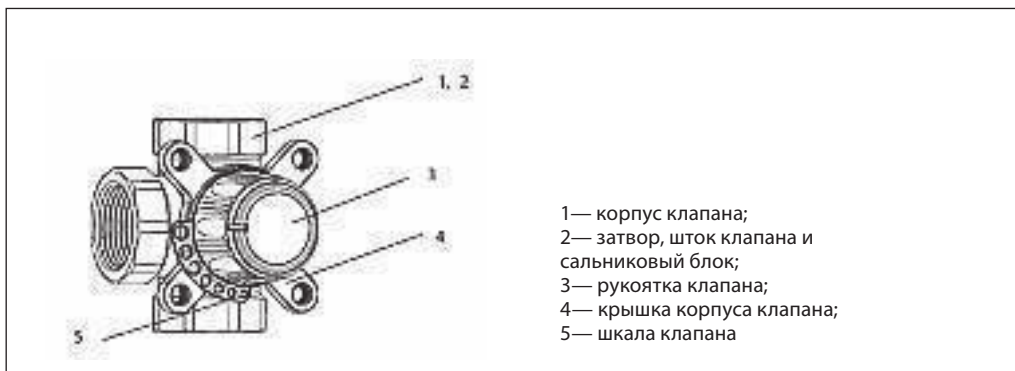 1, 2
3
4
5
1— корпус клапана;
2— затвор, шток клапана и
сальниковый блок;
3— рукоятка клапана;
4— крышка корпуса клапана;
5— шкала клапана